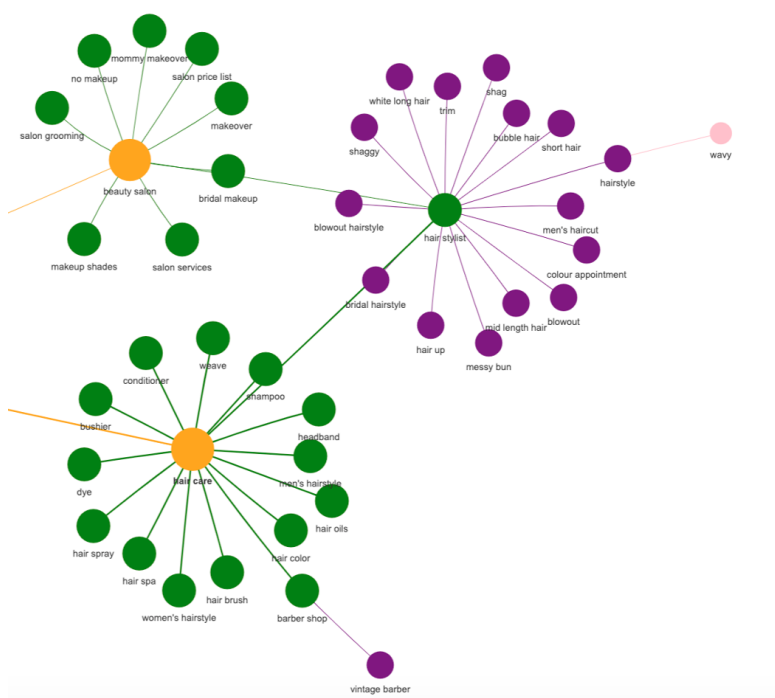 mommy makeover
no makeup
salon price list
salon grooming
makeover
beauty salon
bridal makeup
makeup shades
salon services
shag
white long hair
trim
bubble hair
short hair
shaggy
wavy
hairstyle
blowout hairstyle
men's haircut
hair stylist
colour appointment
bridal hairstyle
mid length hair
blowout
hair up
messy bun
weave
conditioner
shampoo
bushier
headband
hair care
men's hairstyle
dye
hair oils
hair spray
hair color
hair spa
hair brush
women's hairstyle
barber shop
vintage barber